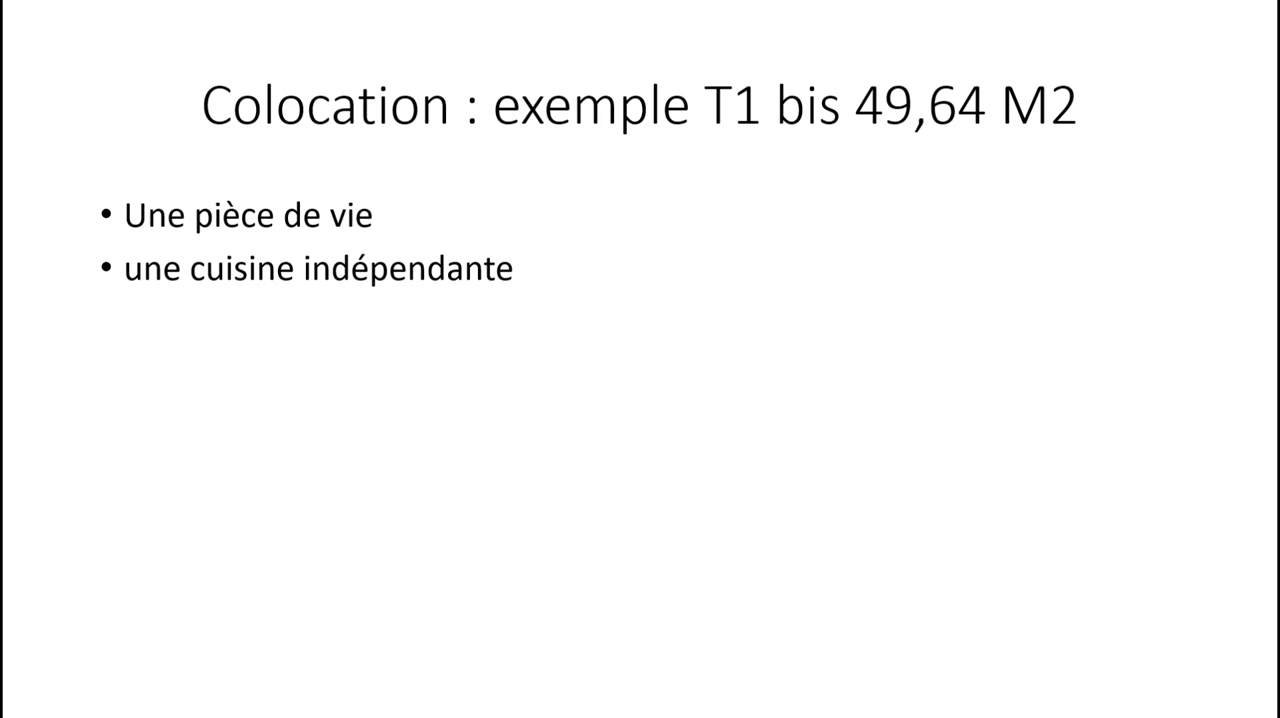 Colocation : exemple T1 bis 49,64 M2
• Une pièce de vie
• une cuisine indépendante